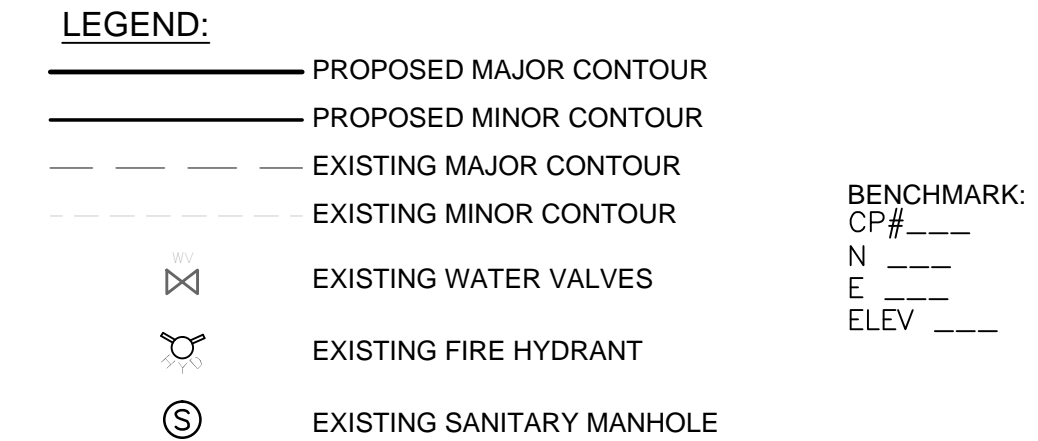 LEGEND:
PROPOSED MAJOR CONTOUR
PROPOSED MINOR CONTOUR
EXISTING MAJOR CONTOUR
EXISTING MINOR CONTOUR
WV
EXISTING WATER VALVES
HYD
EXISTING FIRE HYDRANT
S
EXISTING SANITARY MANHOLE
BENCHMARK:
CP#___
N ___
E ___
ELEV ___